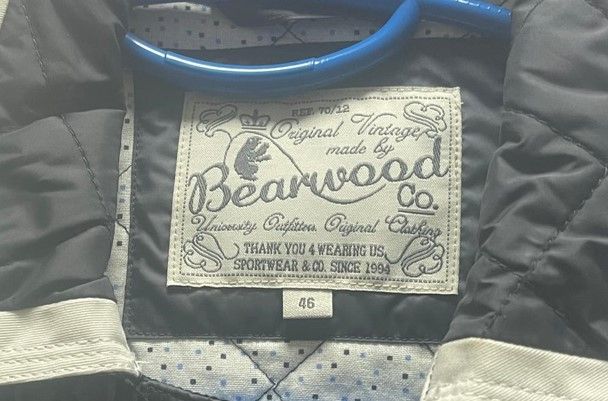 REF. 70/12
Original Vintage
made by
Bearwood
Co.
University Outfitters Original Clothing
THANK YOU 4 WEARING US
SPORTWEAR & CO. SINCE 1994
46